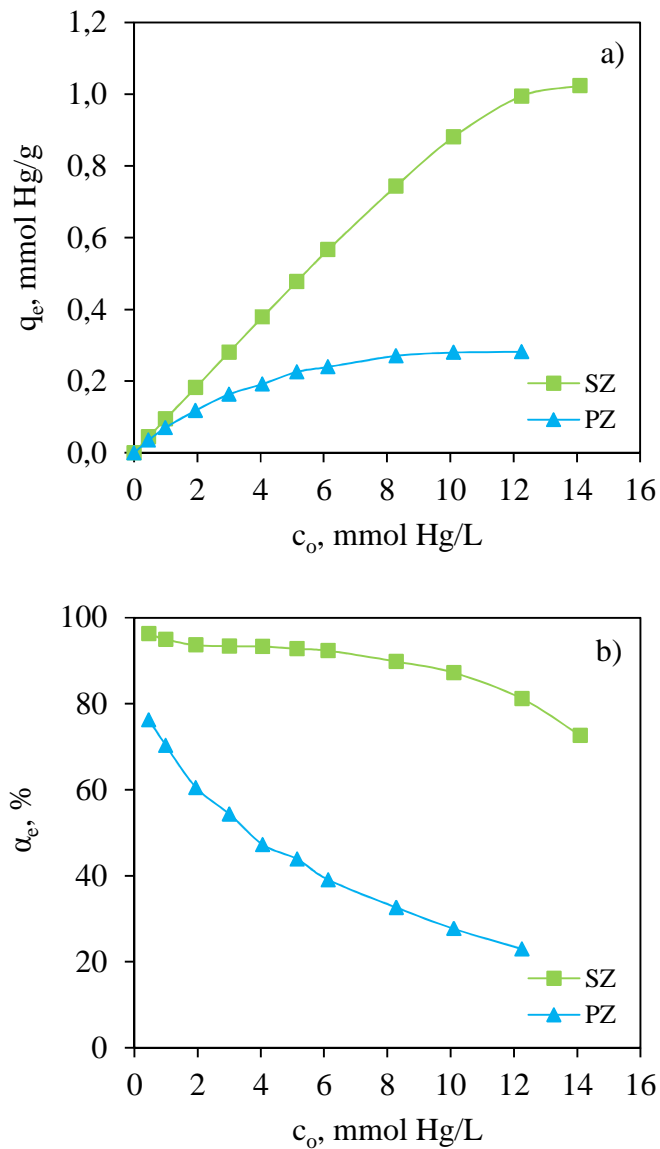 a)
1,2
1,0
0,8
0,6
0,4
0,2
0,0
qe, mmol Hg/g
SZ
PZ
0 2 4 6 8 10 12 14 16
co, mmol Hg/L
b)
100
80
60
40
20
0
αe, %
SZ
PZ
0 2 4 6 8 10 12 14 16
co, mmol Hg/L